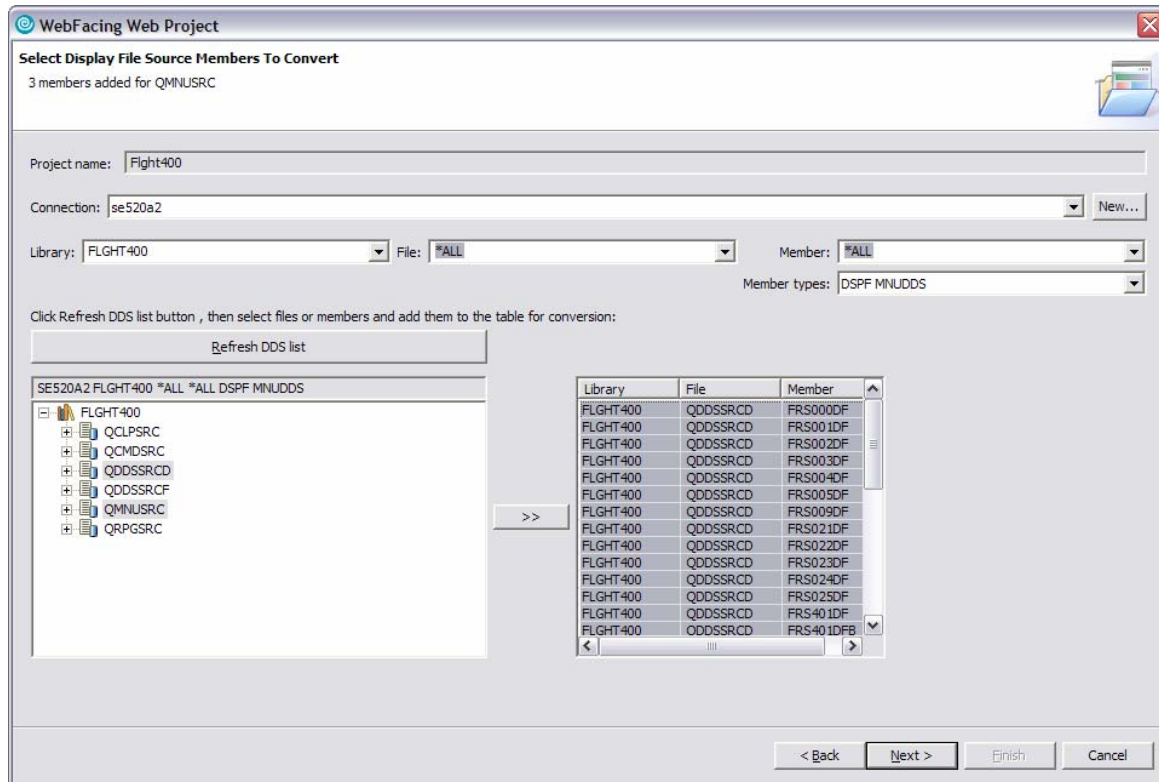 WebFacing Web Project
Select Display File Source Members To Convert
3 members added for QMNUSRC
Project name: Flght400
Connection: se520a2 New...
Library: FLGHT400 File: *ALL Member: *ALL
Member types: DSPF MNUDDS
Click Refresh DDS list button , then select files or members and add them to the table for conversion:
Refresh DDS list
SE520A2 FLGHT400 *ALL *ALL DSPF MNUDDS
FLGHT400
QCLPSRC
QCMDSRC
QDDSSRCD
QDDSSRCF
QMNUSRC
QRPGSRC
>>
Library File Member
FLGHT400 QDDSSRCD FRS000DF
FLGHT400 QDDSSRCD FRS001DF
FLGHT400 QDDSSRCD FRS002DF
FLGHT400 QDDSSRCD FRS003DF
FLGHT400 QDDSSRCD FRS004DF
FLGHT400 QDDSSRCD FRS005DF
FLGHT400 QDDSSRCD FRS009DF
FLGHT400 QDDSSRCD FRS021DF
FLGHT400 QDDSSRCD FRS022DF
FLGHT400 QDDSSRCD FRS023DF
FLGHT400 QDDSSRCD FRS024DF
FLGHT400 QDDSSRCD FRS025DF
FLGHT400 QDDSSRCD FRS401DF
FLGHT400 QDDSSRCD FRS401DFB
< Back Next > Finish Cancel